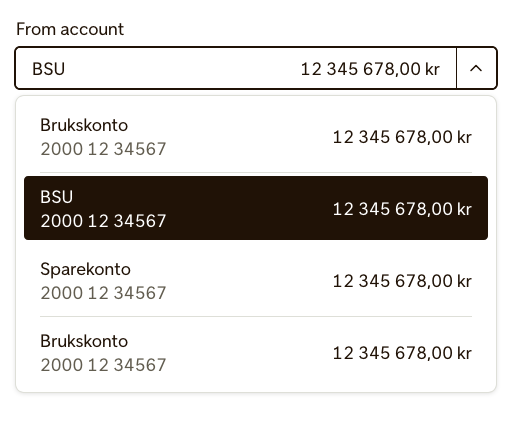 From account
BSU 12 345 678,00 kr
Brukskonto
2000 12 34567 12 345 678,00 kr
BSU
2000 12 34567 12 345 678,00 kr
Sparekonto
2000 12 34567 12 345 678,00 kr
Brukskonto
2000 12 34567 12 345 678,00 kr